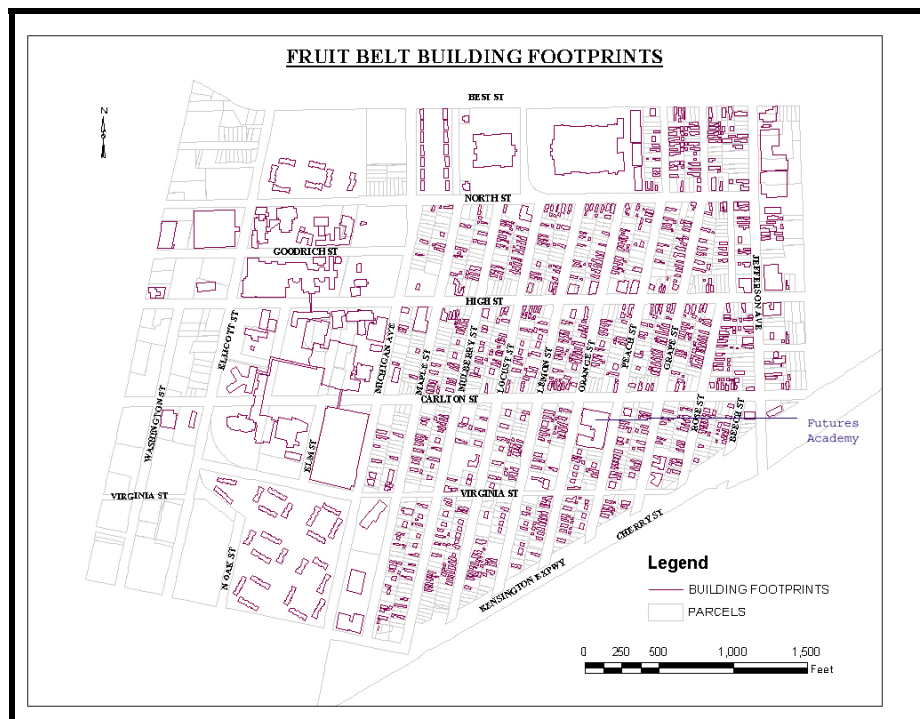 FRUIT BELT BUILDING FOOTPRINTS
BEST ST
N
NORTH ST
GOODRICH ST
JEFFERSON AVE
HIGH ST
ELLICOTT ST
MICHIGAN AVE
MAPLE ST
MULBERRY ST
LOCUST ST
LEMON ST
ORANGE ST
PEACH ST
GRAPE ST
CARLTON ST
WASHINGTON ST
ROSE ST
BEECH ST
Futures
Academy
ELM ST
VIRGINIA ST
VIRGINIA ST
N OAK ST
CHERRY ST
KENSINGTON EXPWY
Legend
BUILDING FOOTPRINTS
PARCELS
0 250 500 1,000 1,500
Feet